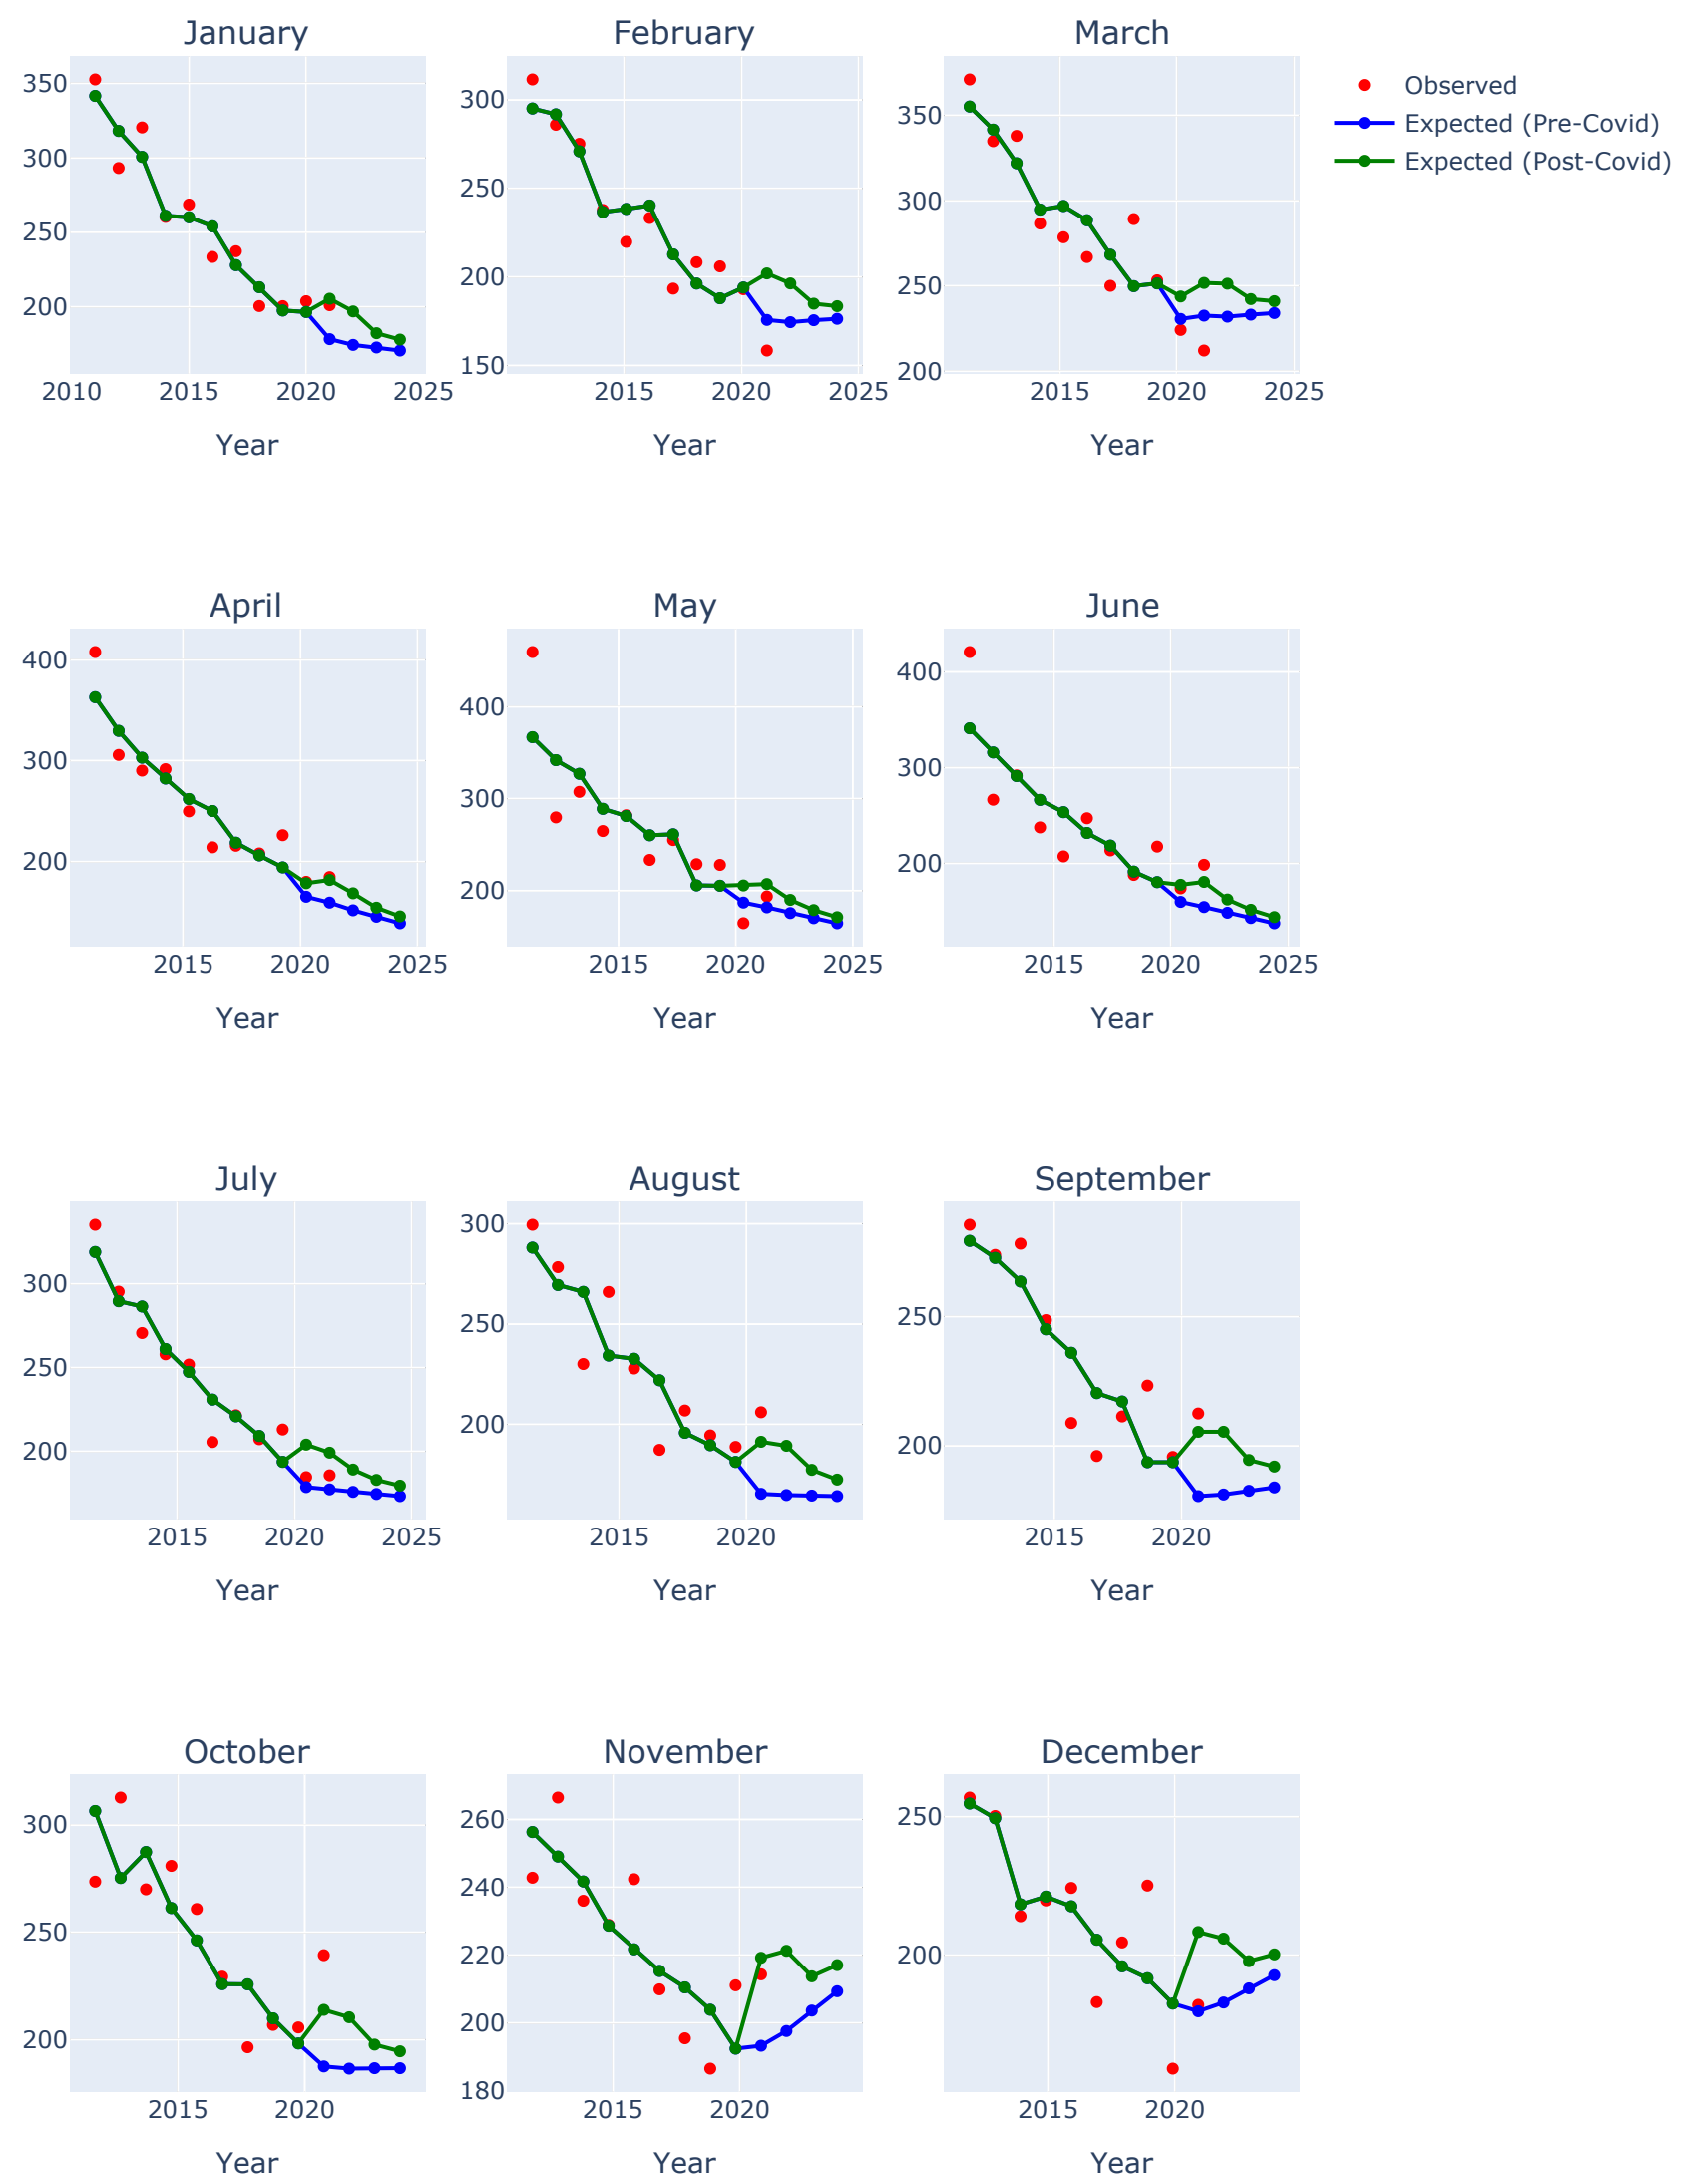 January February March
350
300
250
200
2010 2015 2020 2025
Year
300
250
200
150
2015 2020 2025
Year
350
300
250
200
2015 2020 2025
Year
Observed
Expected (Pre-Covid)
Expected (Post-Covid)
April May June
400
300
200
2015 2020 2025
Year
400
300
200
2015 2020 2025
Year
400
300
200
2015 2020 2025
Year
July August September
300
250
200
2015 2020 2025
Year
300
250
200
2015 2020
Year
250
200
2015 2020
Year
October November December
300
250
200
2015 2020
Year
260
240
220
200
180
2015 2020
Year
250
200
2015 2020
Year